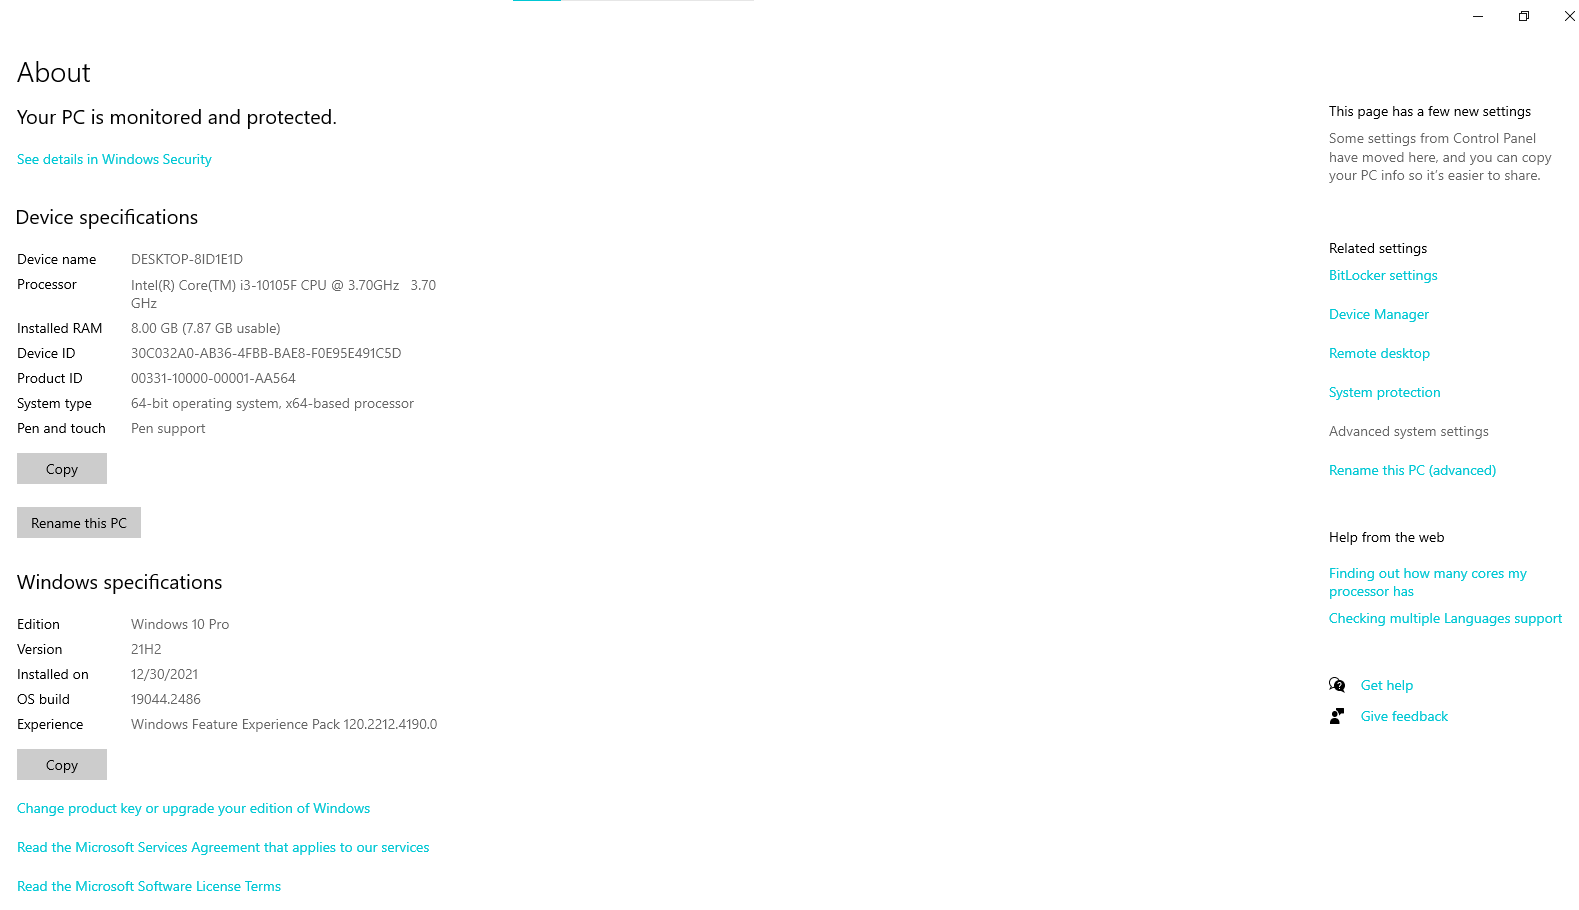 About
Your PC is monitored and protected.
See details in Windows Security
Device specifications
Device name DESKTOP-8ID1E1D
Processor Intel(R) Core(TM) i3-10105F CPU @ 3.70GHz 3.70
GHz
Installed RAM 8.00 GB (7.87 GB usable)
Device ID 30C032A0-AB36-4FBB-BAE8-F0E95E491C5D
Product ID 00331-10000-00001-AA564
System type 64-bit operating system, x64-based processor
Pen and touch Pen support
Copy
Rename this PC
Windows specifications
Edition Windows 10 Pro
Version 21H2
Installed on 12/30/2021
OS build 19044.2486
Experience Windows Feature Experience Pack 120.2212.4190.0
Copy
Change product key or upgrade your edition of Windows
Read the Microsoft Services Agreement that applies to our services
Read the Microsoft Software License Terms
This page has a few new settings
Some settings from Control Panel
have moved here, and you can copy
your PC info so it’s easier to share.
Related settings
BitLocker settings
Device Manager
Remote desktop
System protection
Advanced system settings
Rename this PC (advanced)
Help from the web
Finding out how many cores my
processor has
Checking multiple Languages support
Get help
Give feedback